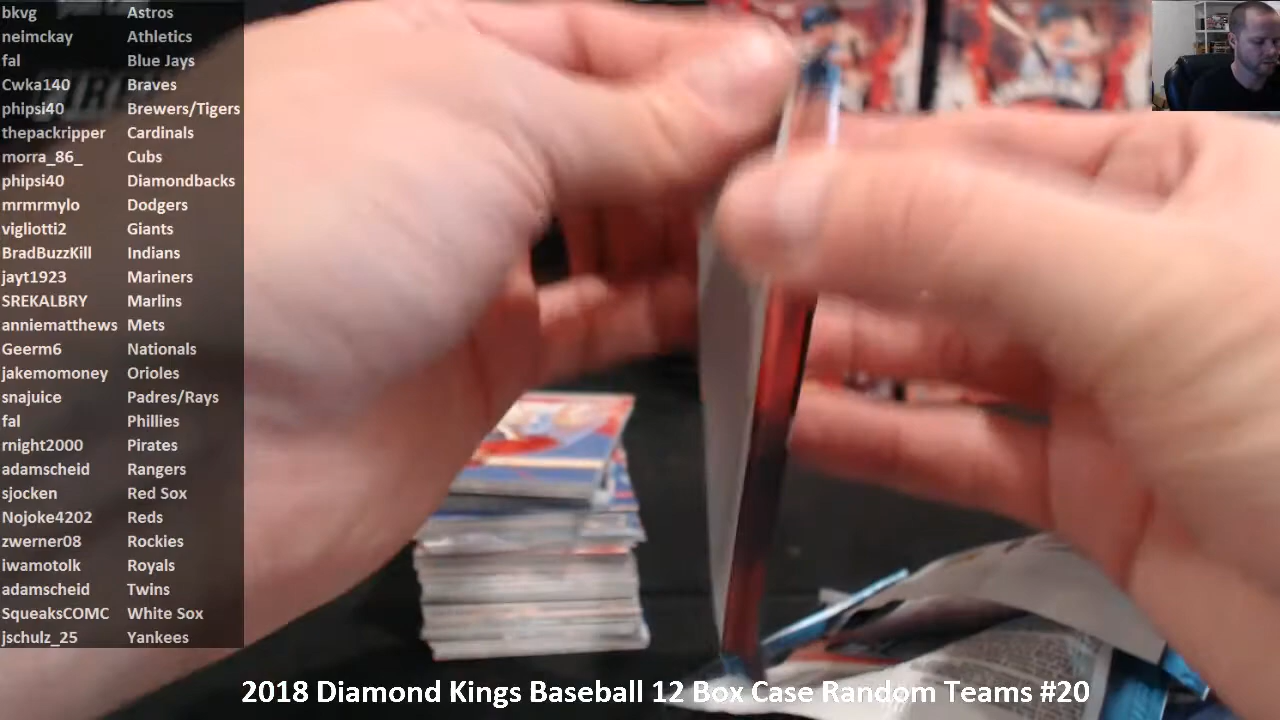 bkvg Astros
neimckay Athletics
fal Blue Jays
Cwka140 Braves
phipsi40 Brewers/Tigers
thepackripper Cardinals
morra_86_ Cubs
phipsi40 Diamondbacks
mrmrmylo Dodgers
vigliotti2 Giants
BradBuzzKill Indians
jayt1923 Mariners
SREKALBRY Marlins
anniematthews Mets
Geerm6 Nationals
jakemomoney Orioles
snajuice Padres/Rays
fal Phillies
rnight2000 Pirates
adamscheid Rangers
sjocken Red Sox
Nojoke4202 Reds
zwerner08 Rockies
iwamotolk Royals
adamscheid Twins
SqueaksCOMC White Sox
jschulz_25 Yankees
2018 Diamond Kings Baseball 12 Box Case Random Teams #20